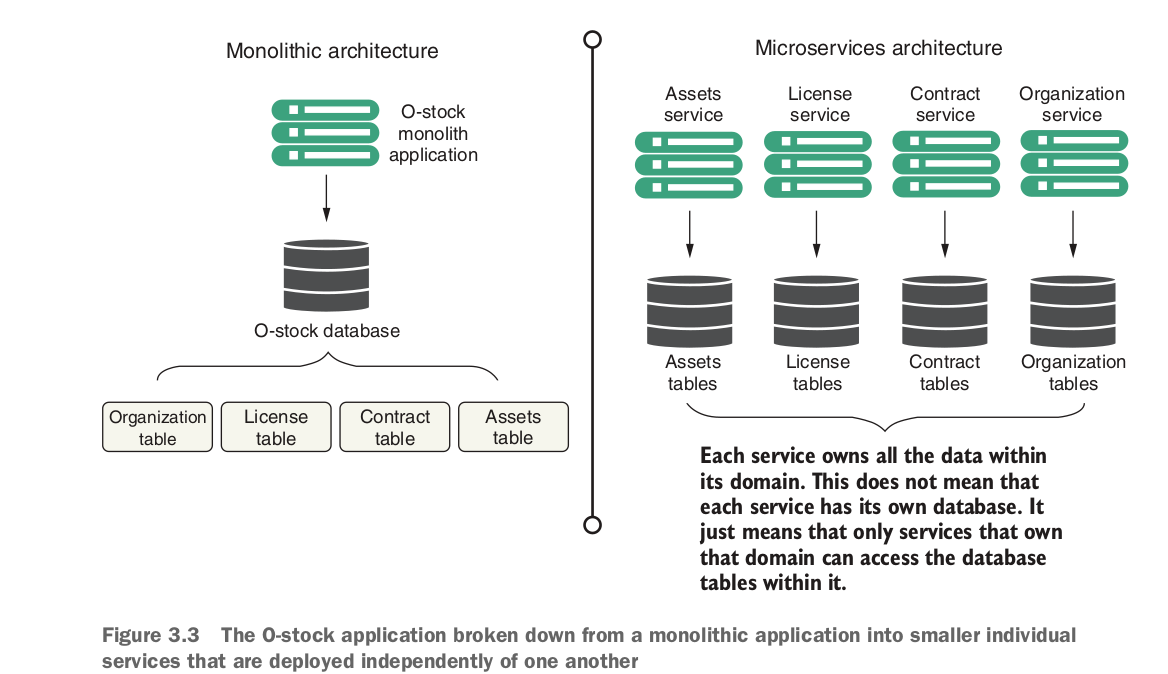 Monolithic architecture
O-stock
monolith
application
O-stock database
Organization
table
License
table
Contract
table
Assets
table
Microservices architecture
Assets
service
License
service
Contract
service
Organization
service
Assets
tables
License
tables
Contract
tables
Organization
tables
Each service owns all the data within
its domain. This does not mean that
each service has its own database. It
just means that only services that own
that domain can access the database
tables within it.
Figure 3.3 The O-stock application broken down from a monolithic application into smaller individual
services that are deployed independently of one another